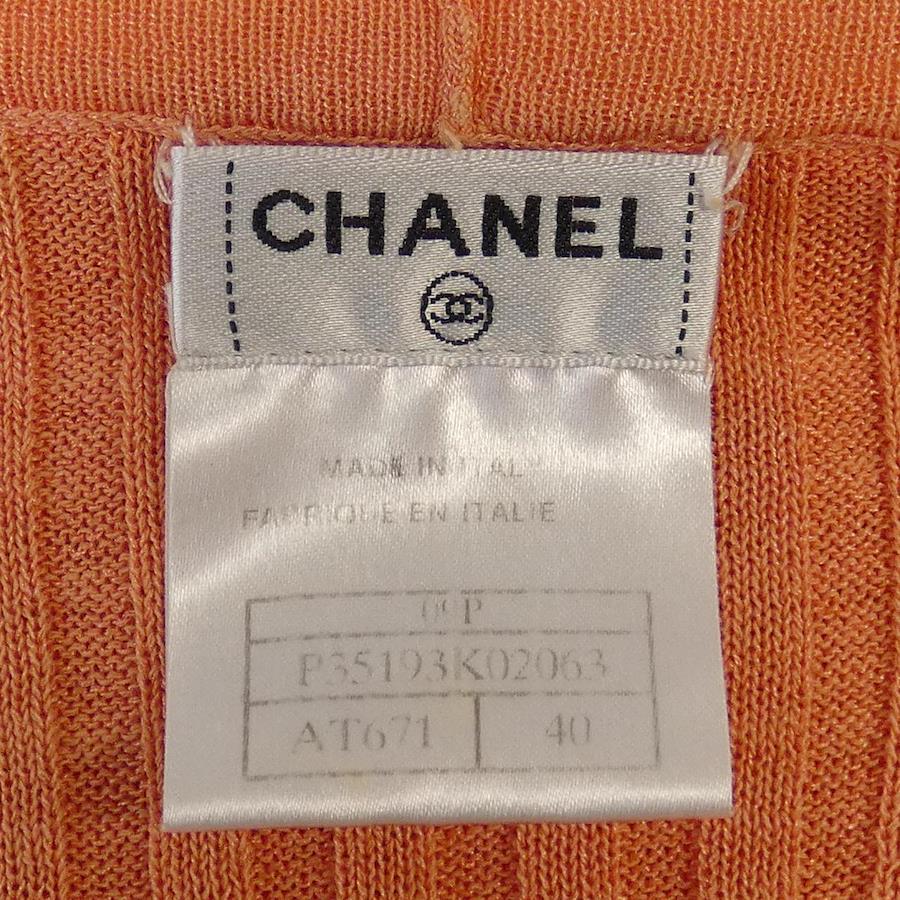 CHANEL
MADE IN ITALY
FABRIQUE EN ITALIE
09P
P35193K02063
AT671 40